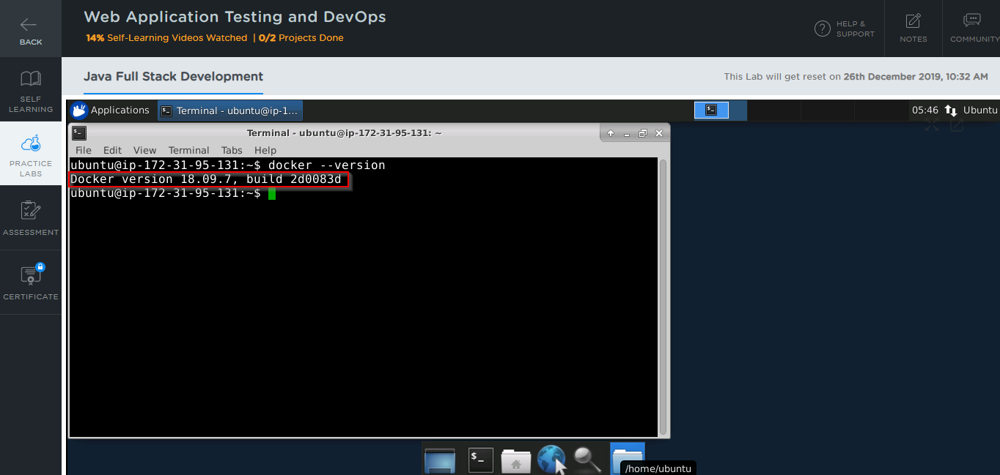 BACK
Web Application Testing and DevOps
14% Self-Learning Videos Watched | 0/2 Projects Done
HELP &
SUPPORT
NOTES
COMMUNITY
SELF
LEARNING
PRACTICE
LABS
ASSESSMENT
CERTIFICATE
Java Full Stack Development
This Lab will get reset on 26th December 2019, 10:32 AM
Applications
Terminal - ubuntu@ip-1...
05:46
Ubuntu
Terminal - ubuntu@ip-172-31-95-131: ~
File Edit View Terminal Tabs Help
ubuntu@ip-172-31-95-131:~$ docker --version
Docker version 18.09.7, build 2d0083d
ubuntu@ip-172-31-95-131:~$
/home/ubuntu